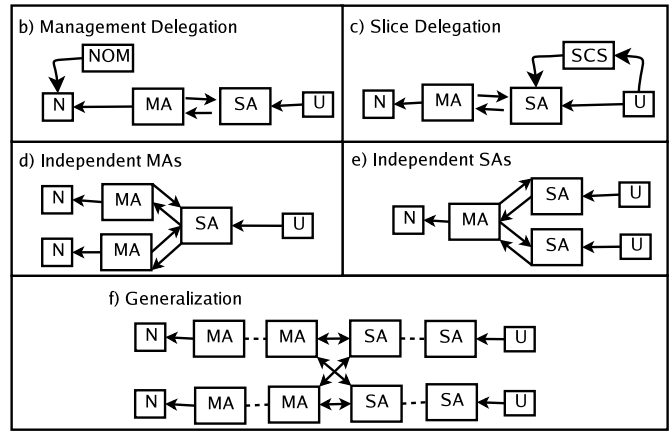 b) Management Delegation
NOM
N MA SA U
c) Slice Delegation
SCS
N MA SA U
d) Independent MAs
N MA
SA U
N MA
e) Independent SAs
SA U
N MA
SA U
f) Generalization
N MA MA SA SA U
N MA MA SA SA U